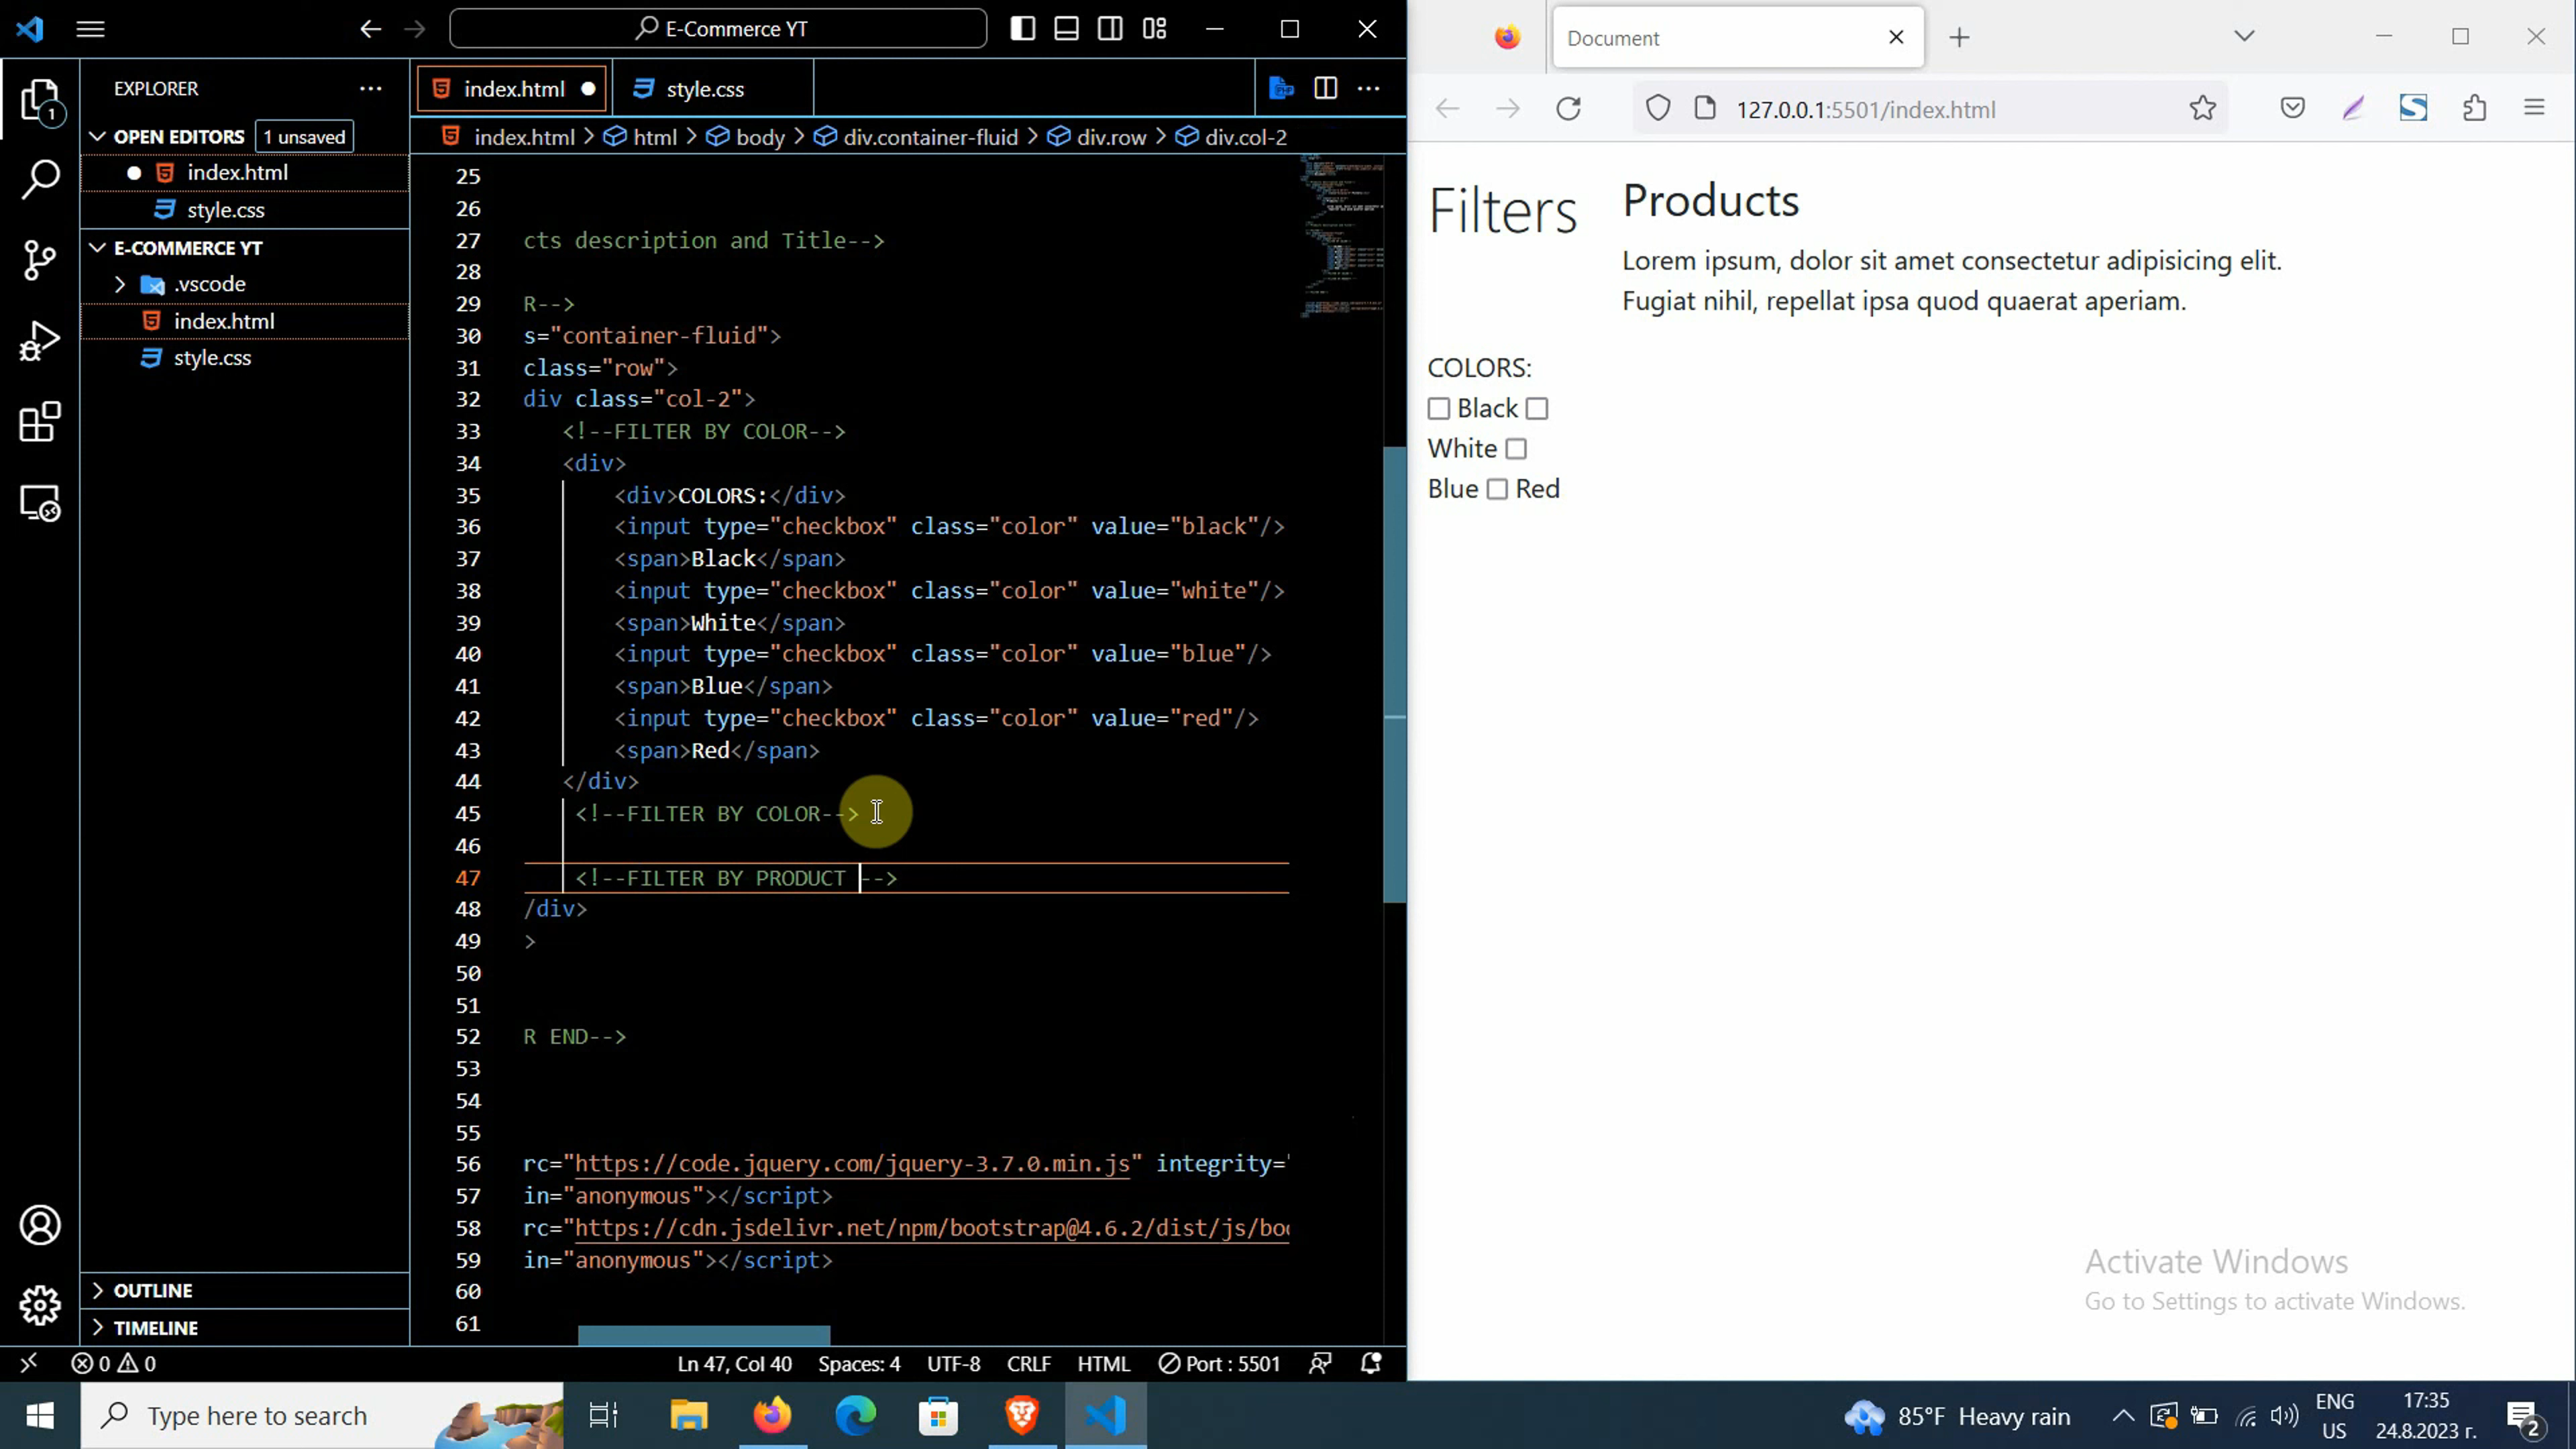 E-Commerce YT
EXPLORER
OPEN EDITORS 1 unsaved
index.html
style.css
E-COMMERCE YT
.vscode
index.html
style.css
OUTLINE
TIMELINE
1
index.html
style.css
index.html > html > body > div.container-fluid > div.row > div.col-2
25
26
27 cts description and Title-->
28
29 R-->
30 s="container-fluid">
31 class="row">
32 div class="col-2">
33 <!--FILTER BY COLOR-->
34 <div>
35 <div>COLORS:</div>
36 <input type="checkbox" class="color" value="black"/>
37 <span>Black</span>
38 <input type="checkbox" class="color" value="white"/>
39 <span>White</span>
40 <input type="checkbox" class="color" value="blue"/>
41 <span>Blue</span>
42 <input type="checkbox" class="color" value="red"/>
43 <span>Red</span>
44 </div>
45 <!--FILTER BY COLOR-->
46
47 <!--FILTER BY PRODUCT -->
48 /div>
49 >
50
51
52 R END-->
53
54
55
56 rc="https://code.jquery.com/jquery-3.7.0.min.js" integrity='
57 in="anonymous"></script>
58 rc="https://cdn.jsdelivr.net/npm/bootstrap@4.6.2/dist/js/boo
59 in="anonymous"></script>
60
61
0 0
Ln 47, Col 40 Spaces: 4 UTF-8 CRLF HTML Port : 5501
Document
127.0.0.1:5501/index.html
Filters
Products
Lorem ipsum, dolor sit amet consectetur adipisicing elit.
Fugiat nihil, repellat ipsa quod quaerat aperiam.
COLORS:
Black
White
Blue Red
Activate Windows
Go to Settings to activate Windows.
Type here to search
85°F Heavy rain
ENG
US
17:35
24.8.2023 г.
2